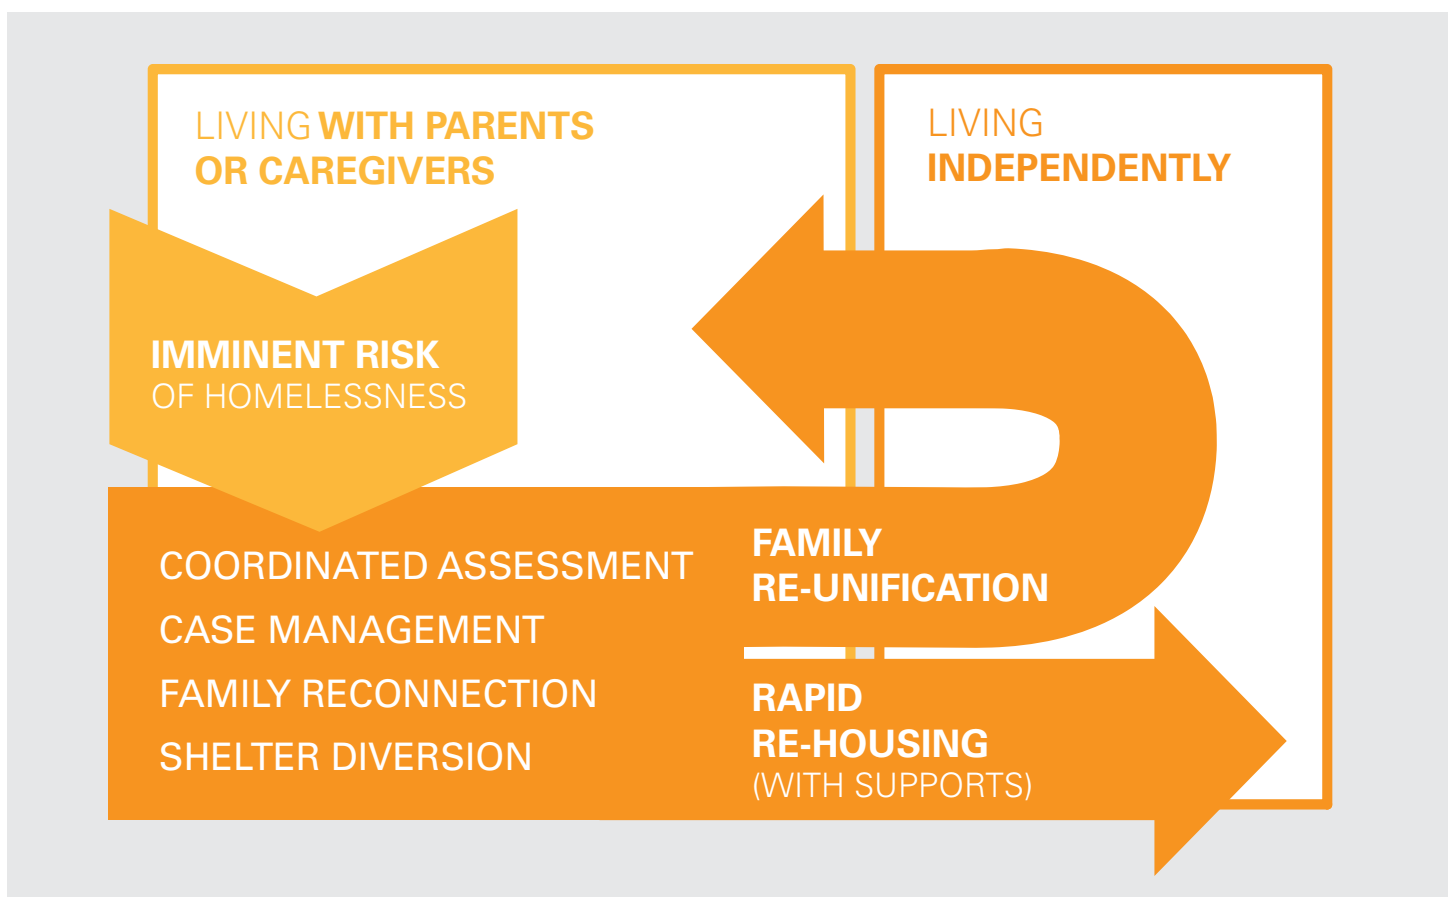 LIVING WITH PARENTS
OR CAREGIVERS
LIVING
INDEPENDENTLY
IMMINENT RISK
OF HOMELESSNESS
COORDINATED ASSESSMENT
CASE MANAGEMENT
FAMILY RECONNECTION
SHELTER DIVERSION
FAMILY
RE-UNIFICATION
RAPID
RE-HOUSING
(WITH SUPPORTS)